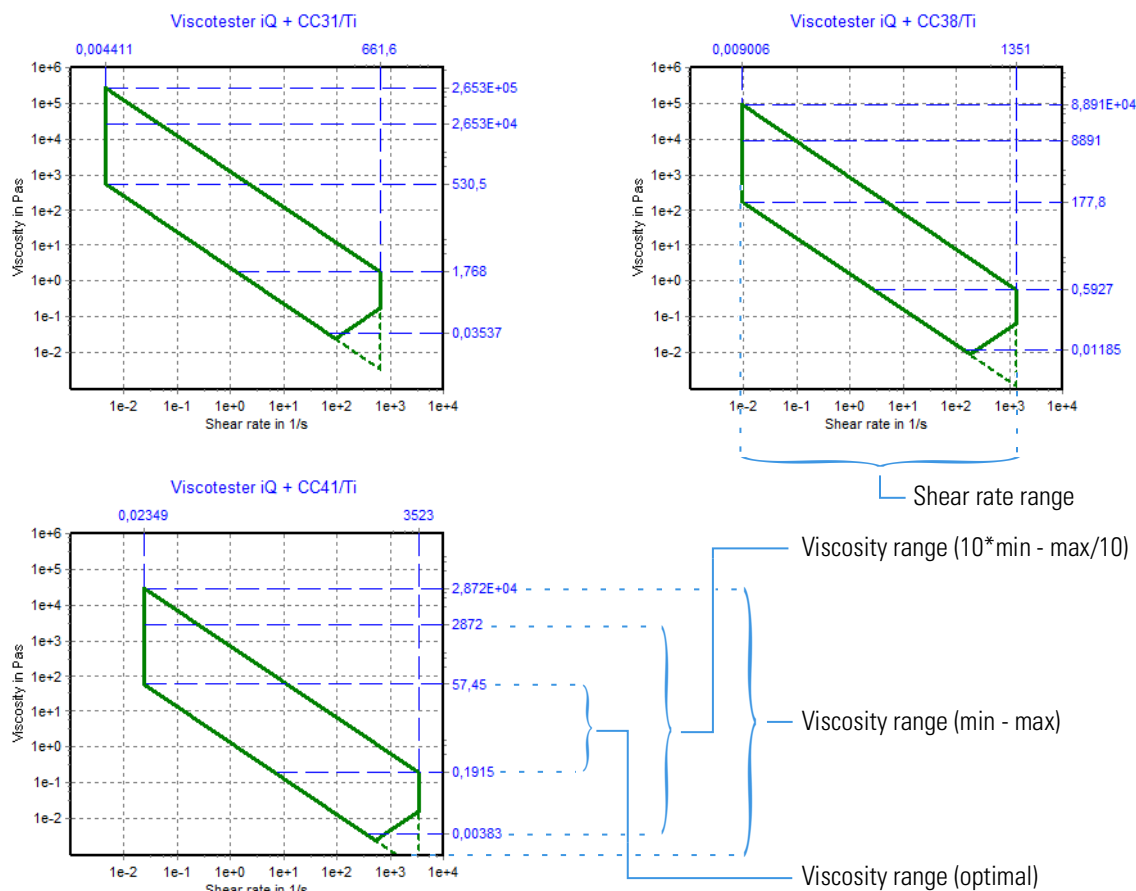 Viscotester iQ + CC31/Ti
0,004411 661,6
1e+6
1e+5
1e+4
1e+3
1e+2
1e+1
1e+0
1e-1
1e-2
Viscosity in Pas
2,653E+05
2,653E+04
530,5
1,768
0,03537
1e-2 1e-1 1e+0 1e+1 1e+2 1e+3 1e+4
Shear rate in 1/s
Viscotester iQ + CC38/Ti
0,009006 1351
1e+6
1e+5
1e+4
1e+3
1e+2
1e+1
1e+0
1e-1
1e-2
Viscosity in Pas
8,891E+04
8891
177,8
0,5927
0,01185
1e-2 1e-1 1e+0 1e+1 1e+2 1e+3 1e+4
Shear rate in 1/s
Shear rate range
Viscotester iQ + CC41/Ti
0,02349 3523
1e+6
1e+5
1e+4
1e+3
1e+2
1e+1
1e+0
1e-1
1e-2
Viscosity in Pas
2,872E+04
2872
57,45
0,1915
0,00383
1e-2 1e-1 1e+0 1e+1 1e+2 1e+3 1e+4
Shear rate in 1/s
Viscosity range (10*min - max/10)
Viscosity range (min - max)
Viscosity range (optimal)